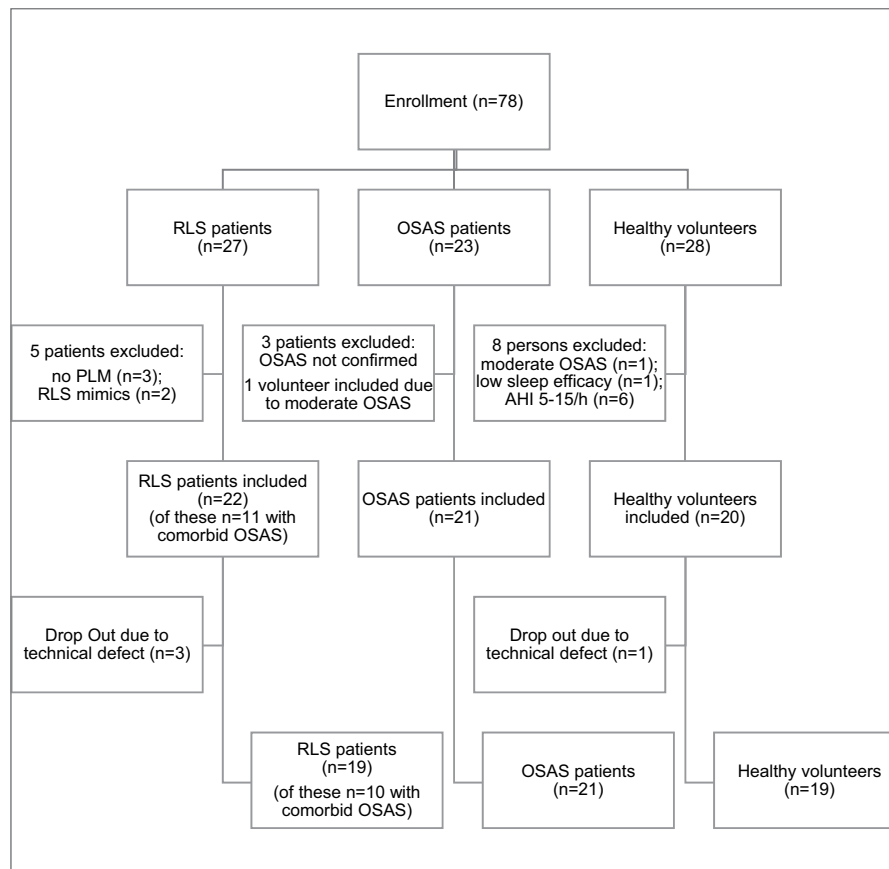 Enrollment (n=78)
RLS patients
(n=27)
OSAS patients
(n=23)
Healthy volunteers
(n=28)
5 patients excluded:
no PLM (n=3);
RLS mimics (n=2)
3 patients excluded:
OSAS not confirmed
1 volunteer included due
to moderate OSAS
8 persons excluded:
moderate OSAS (n=1);
low sleep efficacy (n=1);
AHI 5-15/h (n=6)
RLS patients included
(n=22)
(of these n=11 with
comorbid OSAS)
OSAS patients included
(n=21)
Healthy volunteers
included (n=20)
Drop Out due to
technical defect (n=3)
Drop out due to
technical defect (n=1)
RLS patients
(n=19)
(of these n=10 with
comorbid OSAS)
OSAS patients
(n=21)
Healthy volunteers
(n=19)